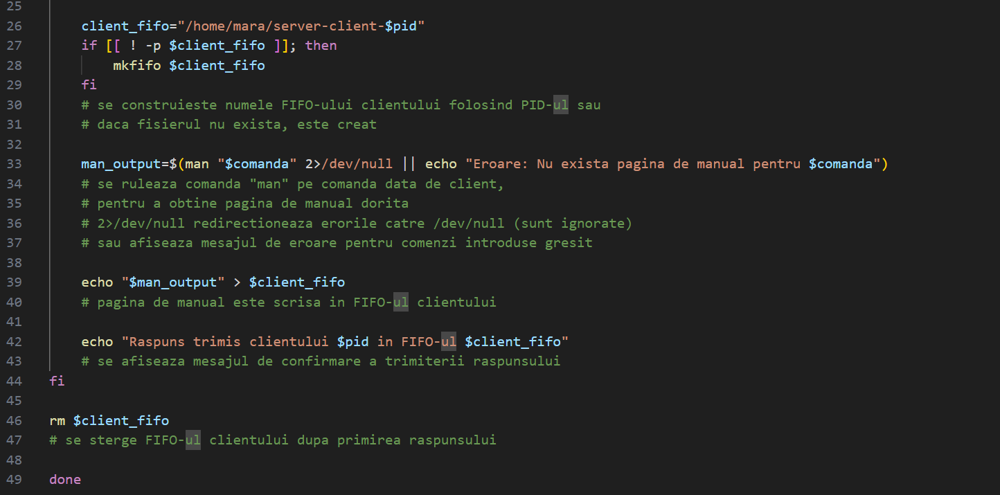 25
26 client_fifo="/home/mara/server-client-$pid"
27 if [[ ! -p $client_fifo ]]; then
28 mkfifo $client_fifo
29 fi
30 # se construieste numele FIFO-ului clientului folosind PID-ul sau
31 # daca fisierul nu exista, este creat
32
33 man_output=$(man "$comanda" 2>/dev/null || echo "Eroare: Nu exista pagina de manual pentru $comanda")
34 # se ruleaza comanda "man" pe comanda data de client,
35 # pentru a obtine pagina de manual dorita
36 # 2>/dev/null redirectioneaza erorile catre /dev/null (sunt ignorate)
37 # sau afiseaza mesajul de eroare pentru comenzi introduse gresit
38
39 echo "$man_output" > $client_fifo
40 # pagina de manual este scrisa in FIFO-ul clientului
41
42 echo "Raspuns trimis clientului $pid in FIFO-ul $client_fifo"
43 # se afiseaza mesajul de confirmare a trimiterii raspunsului
44 fi
45
46 rm $client_fifo
47 # se sterge FIFO-ul clientului dupa primirea raspunsului
48
49 done